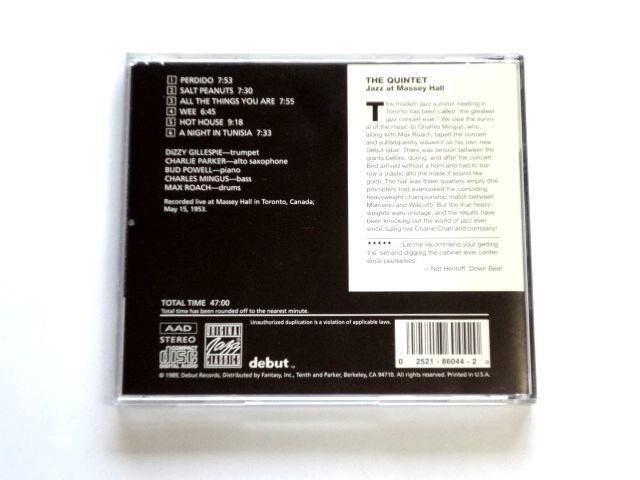 1 PERDIDO 7:53
2 SALT PEANUTS 7:30
3 ALL THE THINGS YOU ARE 7:55
4 WEE 6:45
5 HOT HOUSE 9:18
6 A NIGHT IN TUNISIA 7:33
DIZZY GILLESPIE—trumpet
CHARLIE PARKER—alto saxophone
BUD POWELL—piano
CHARLES MINGUS—bass
MAX ROACH—drums
Recorded live at Massey Hall in Toronto, Canada;
May 15, 1953.
THE QUINTET
Jazz at Massey Hall
This modern jazz summit meeting in
Toronto has been called "the greatest
jazz concert ever." We owe the survi-
val of the music to Charles Mingus, who,
along with Max Roach, taped the concert
and subsequently issued it on his own new
Debut label. There was tension between the
giants before, during, and after the concert.
Bird arrived without a horn and had to bor-
row a plastic alto (he made it sound like
gold). The hall was three-quarters empty (the
promoters had overlooked the coinciding
heavyweight championship match between
Marciano and Walcott). But the true heavy-
weights were onstage, and the results have
been knocking out the world of jazz ever
since. Long live Charlie Chan and company!
★★★★★ . . . Let me recommend your getting
the set and digging the cabinet level confer-
ence yourselves.
—Nat Hentoff, Down Beat
TOTAL TIME 47:00
Total time has been rounded off to the nearest minute.
Unauthorized duplication is a violation of applicable laws.
AAD
STEREO
COMPACT
disc
DIGITAL AUDIO
ORIGINAL
Jazz
CLASSICS
debut™
0 2521-86044-2 0
© 1989, Debut Records, Distributed by Fantasy, Inc., Tenth and Parker, Berkeley, CA 94710. All rights reserved. Printed in U.S.A.